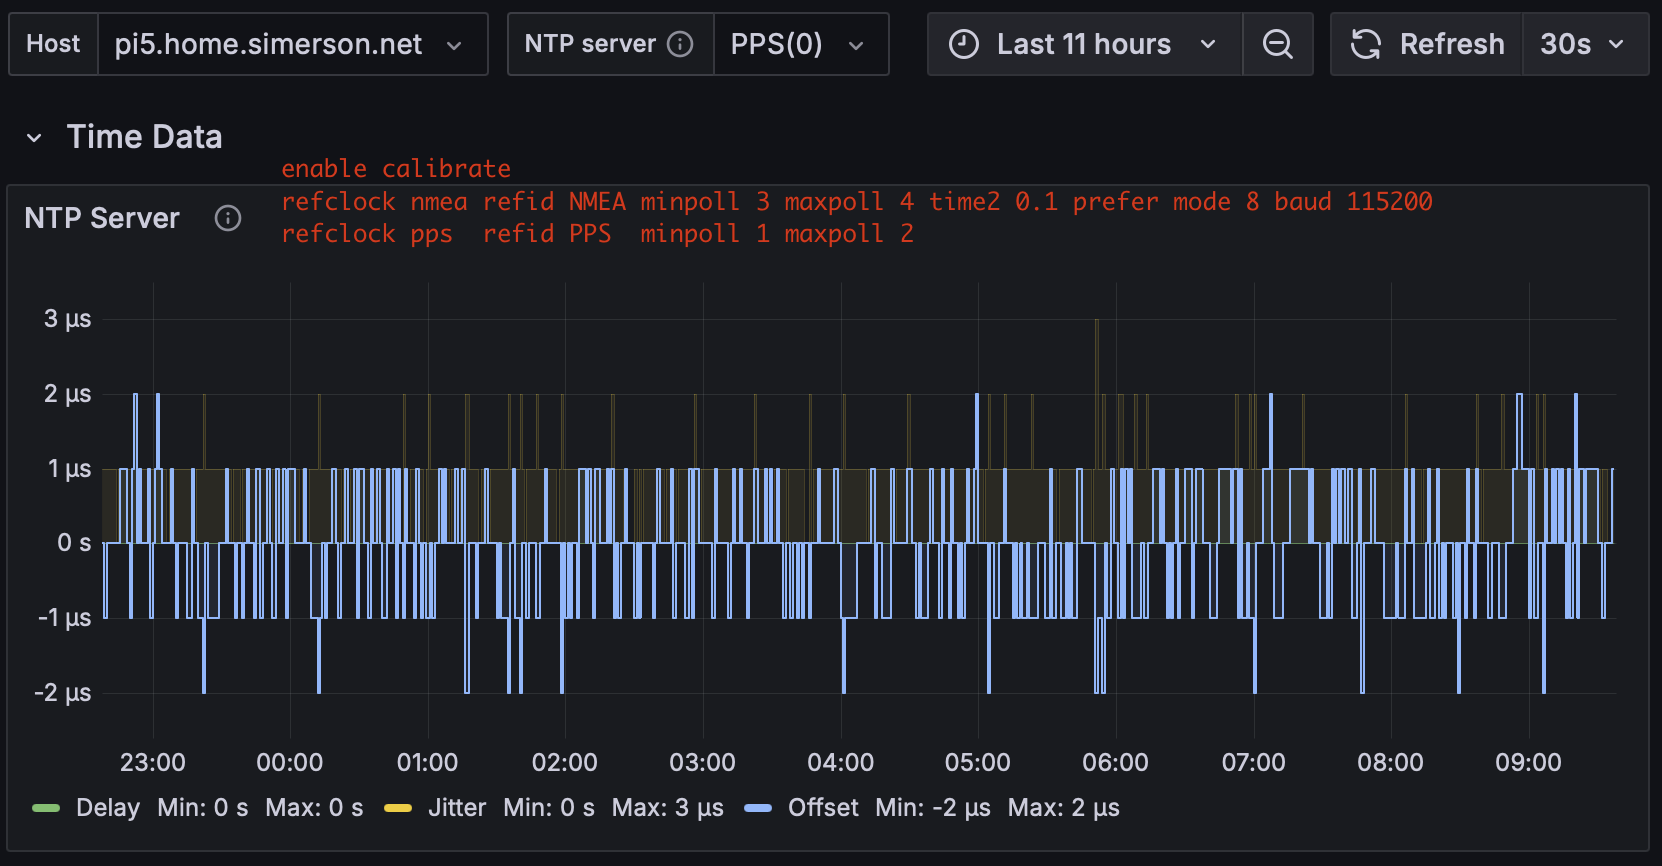 Host pi5.home.simerson.net NTP server PPS(0) Last 11 hours Refresh 30s
Time Data
enable calibrate
refclock nmea refid NMEA minpoll 3 maxpoll 4 time2 0.1 prefer mode 8 baud 115200
NTP Server
refclock pps  refid PPS  minpoll 1 maxpoll 2
3 µs
2 µs
1 µs
0 s
-1 µs
-2 µs
23:00 00:00 01:00 02:00 03:00 04:00 05:00 06:00 07:00 08:00 09:00
Delay Min: 0 s Max: 0 s Jitter Min: 0 s Max: 3 µs Offset Min: -2 µs Max: 2 µs